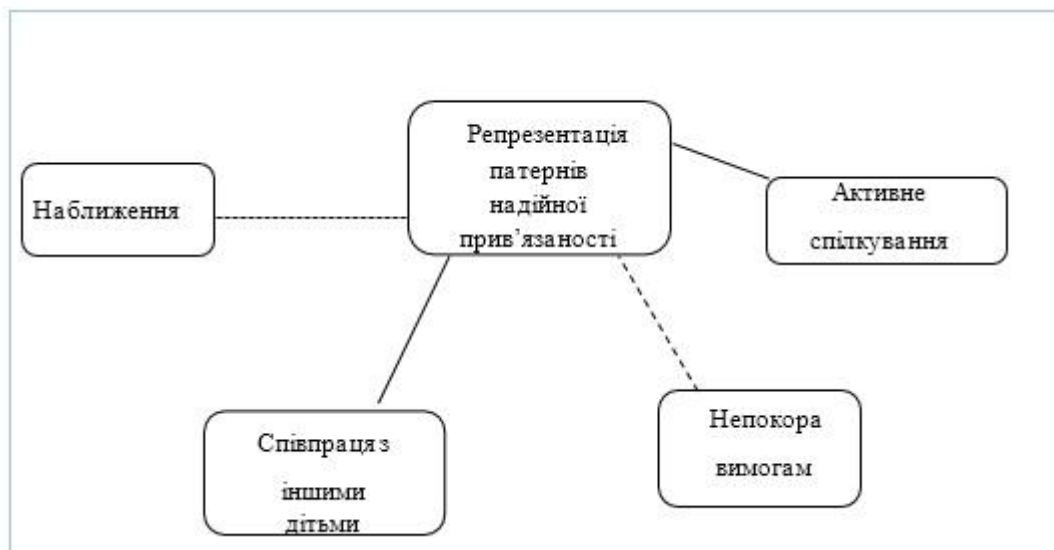 Репрезентація
патернів
надійної
прив’язаності
Наближення
Активне
спілкування
Співпраця з
іншими
дітьми
Непокора
вимогам